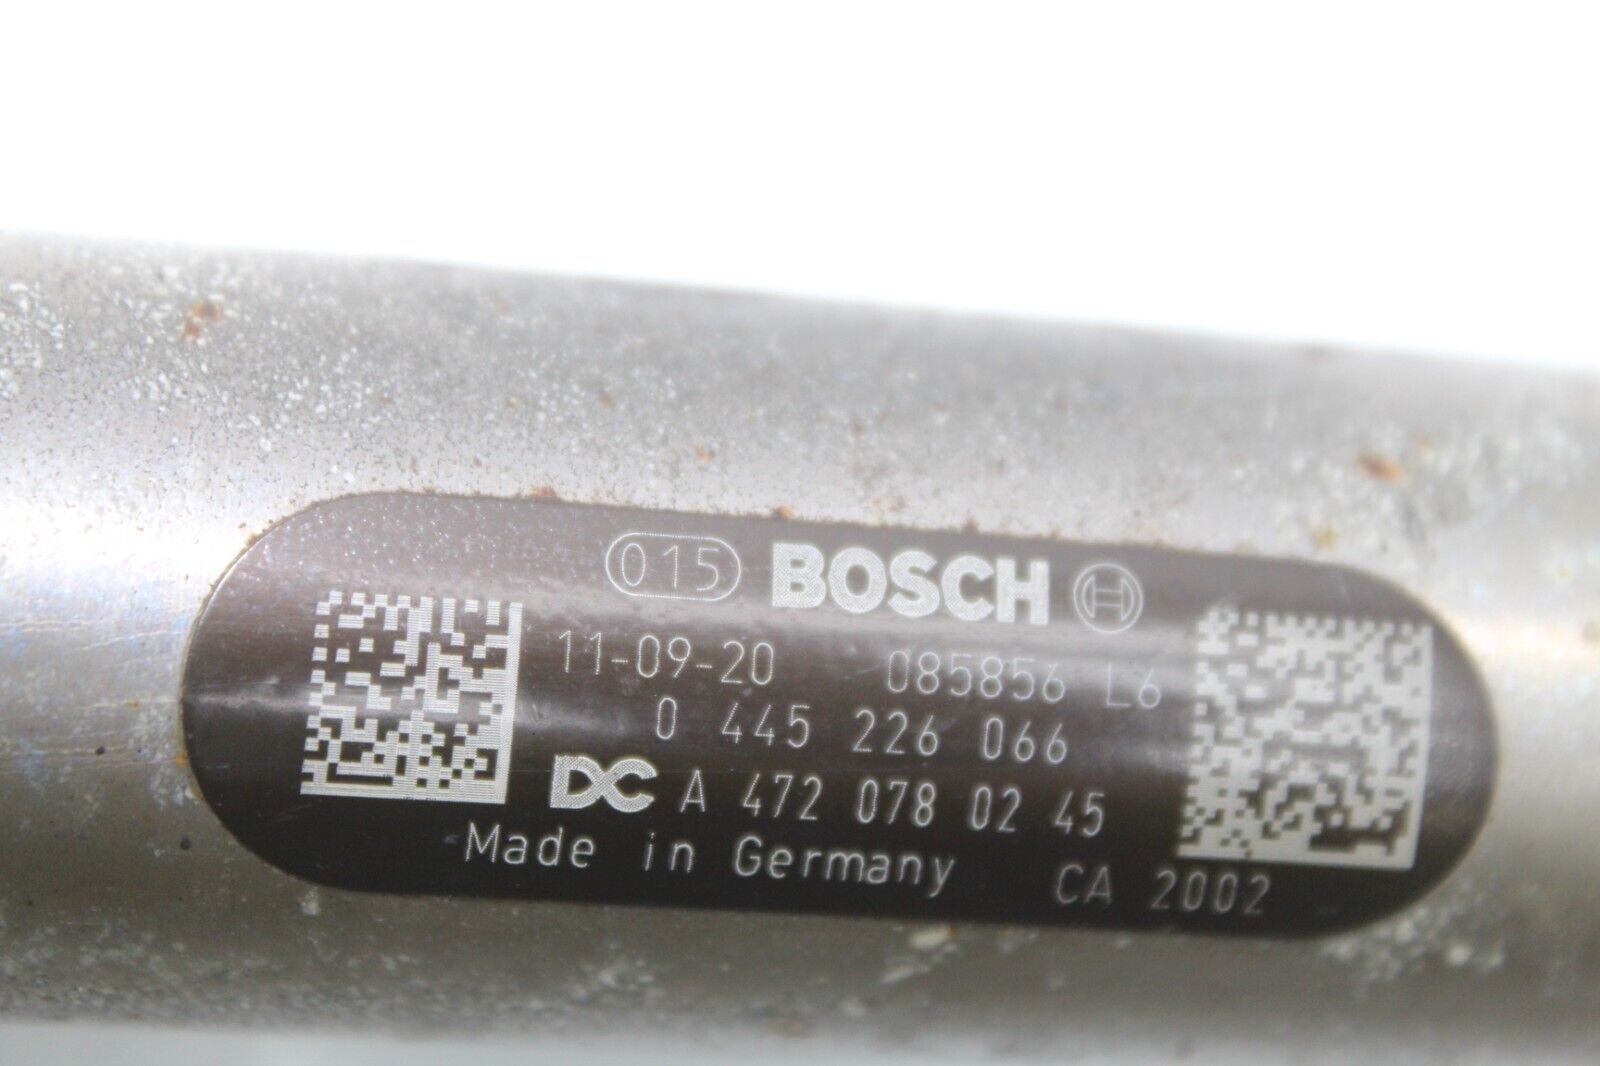 015 BOSCH
11-09-20 085856 L6
0 445 226 066
DC A 472 078 02 45
Made in Germany CA 2002